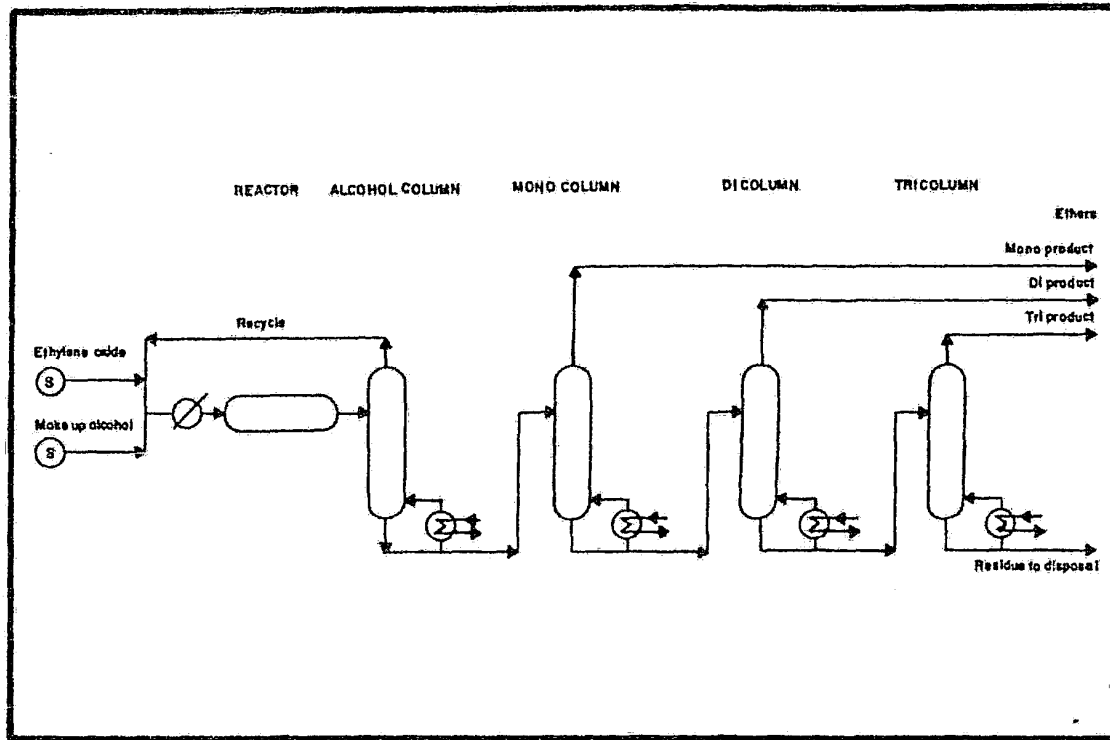 REACTOR
ALCOHOL COLUMN
MONO COLUMN
DI COLUMN
TRI COLUMN
Ethers
Mono product
Di product
Tri product
Recycle
Ethylene oxide
S
Make up alcohol
S
Residue to disposal